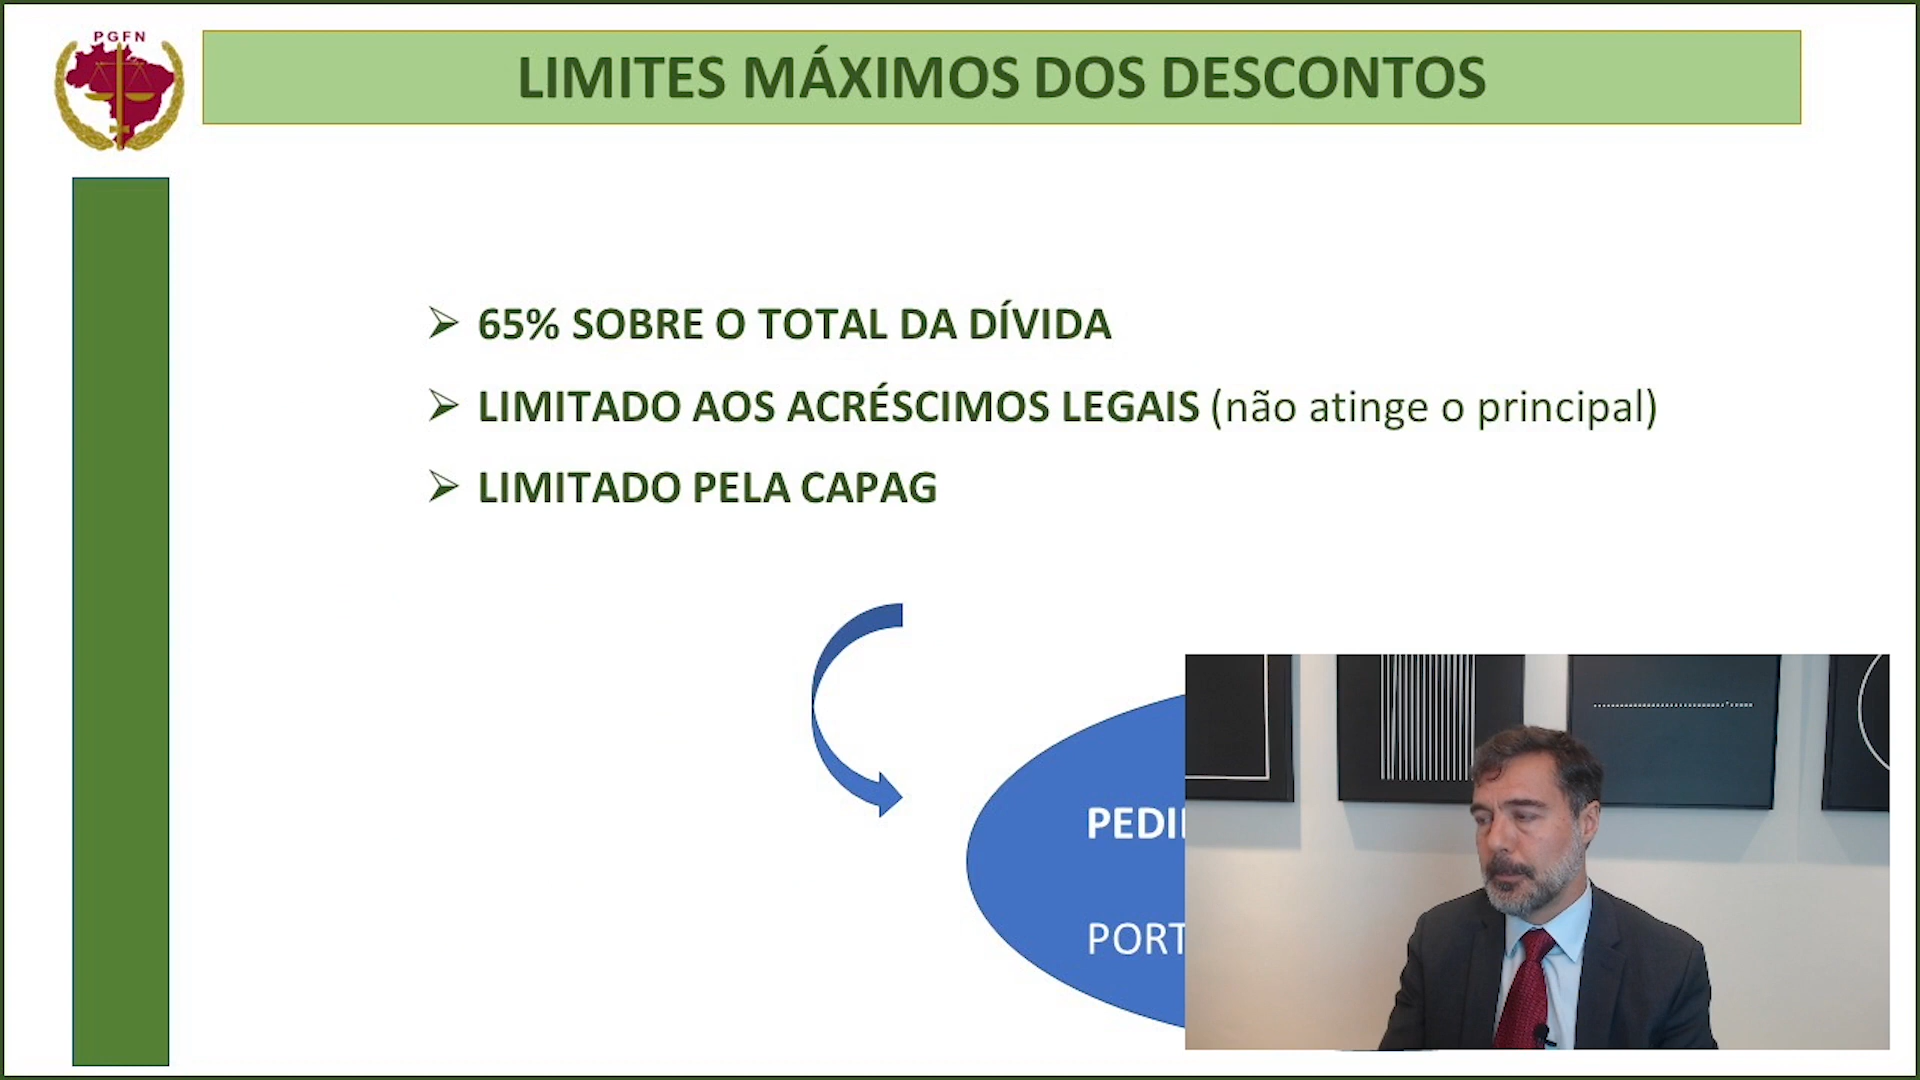 PGFN
LIMITES MÁXIMOS DOS DESCONTOS
65% SOBRE O TOTAL DA DÍVIDA
LIMITADO AOS ACRÉSCIMOS LEGAIS (não atinge o principal)
LIMITADO PELA CAPAG